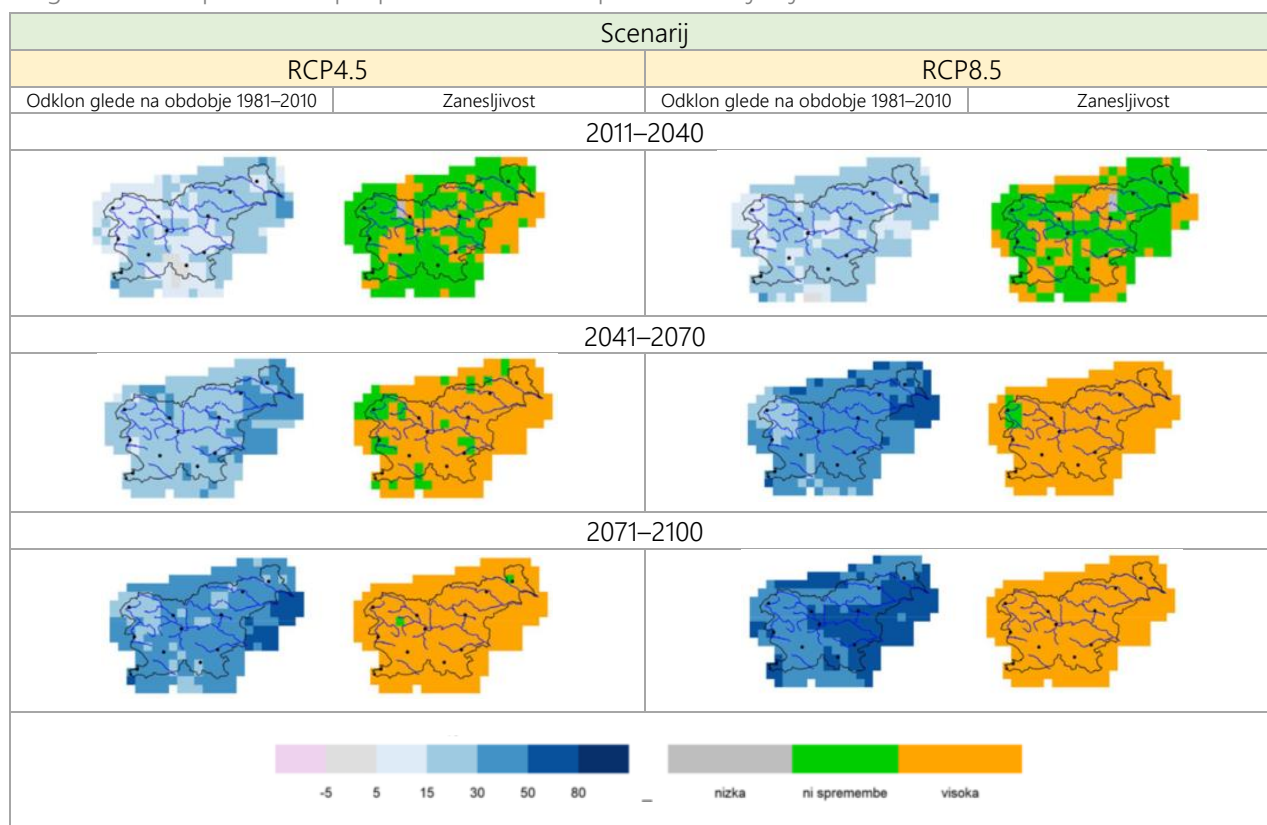 Scenarij
RCP4.5 RCP8.5
Odklon glede na obdobje 1981–2010 Zanesljivost Odklon glede na obdobje 1981–2010 Zanesljivost
2011–2040
2041–2070
2071–2100
-5 5 15 30 50 80 – nizka ni spremembe visoka